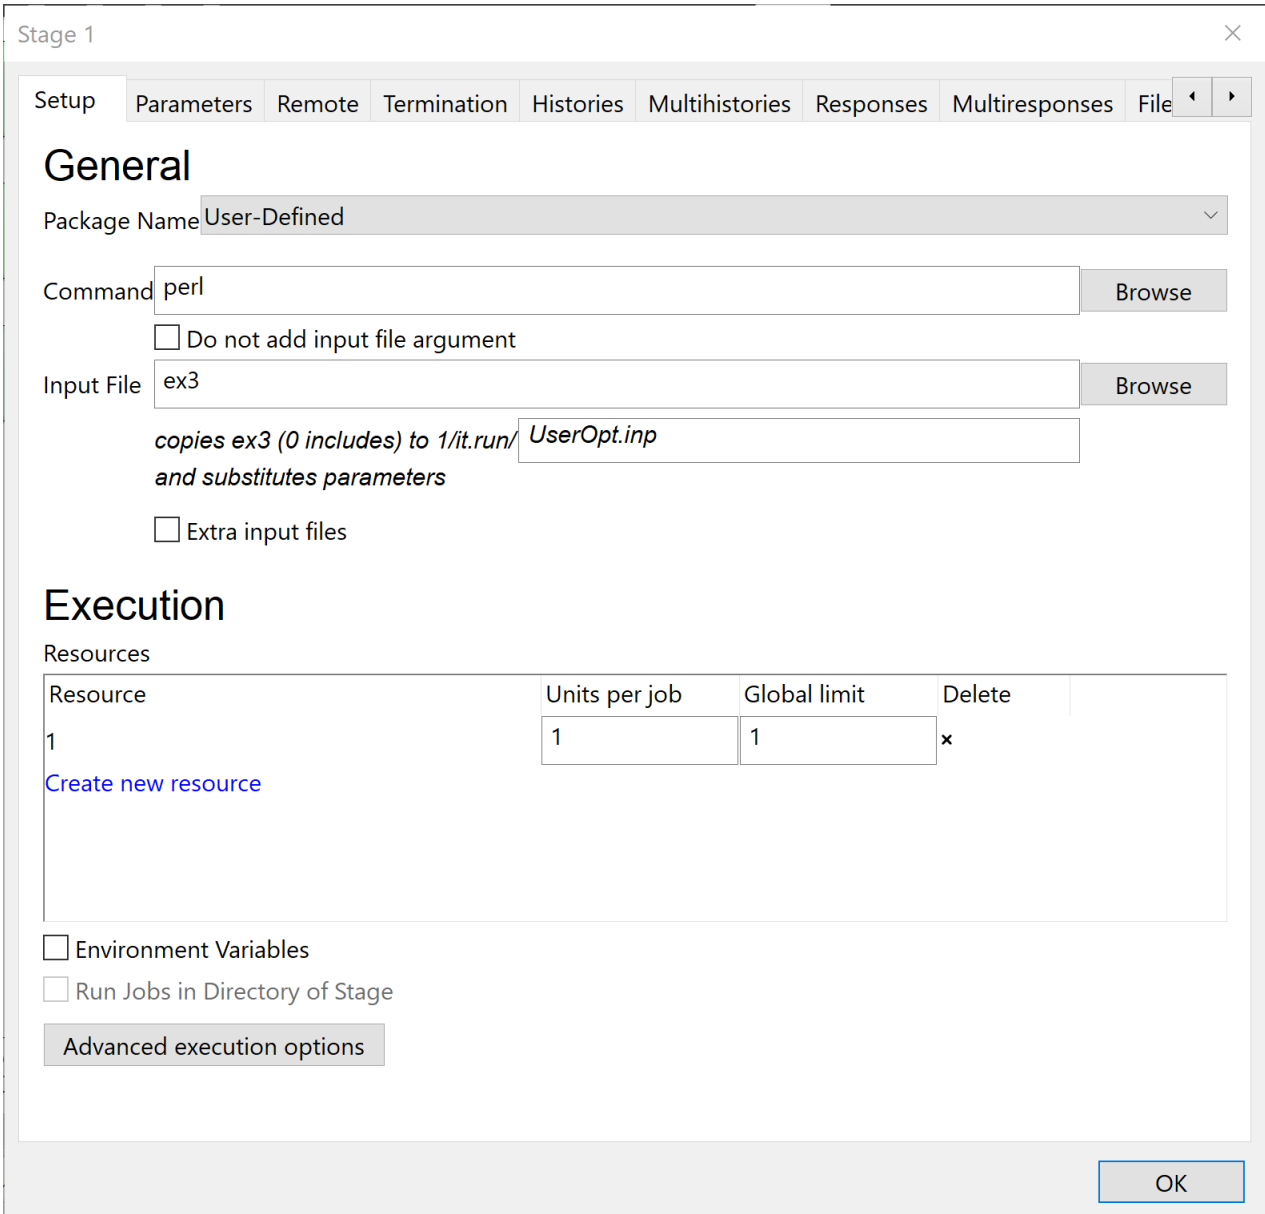 Stage 1
Setup Parameters Remote Termination Histories Multihistories Responses Multiresponses File
General
Package Name User-Defined
Command perl Browse
Do not add input file argument
Input File ex3 Browse
copies ex3 (0 includes) to 1/it.run/ UserOpt.inp
and substitutes parameters
Extra input files
Execution
Resources
Resource Units per job Global limit Delete
1 1 1
Create new resource
Environment Variables
Run Jobs in Directory of Stage
Advanced execution options
OK